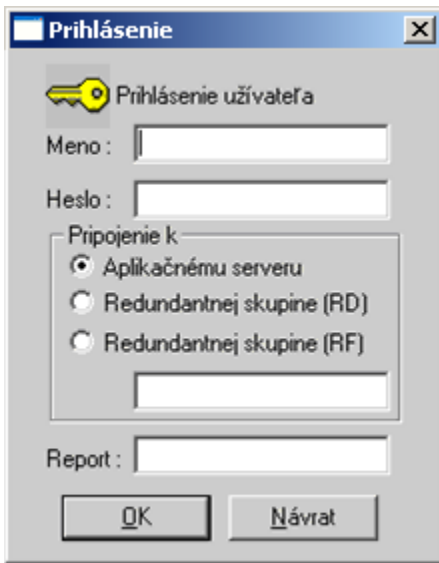 Prihlásenie
Prihlásenie užívateľa
Meno :
Heslo :
Pripojenie k
Aplikačnému serveru
Redundantnej skupine (RD)
Redundantnej skupine (RF)
Report :
OK Návrat